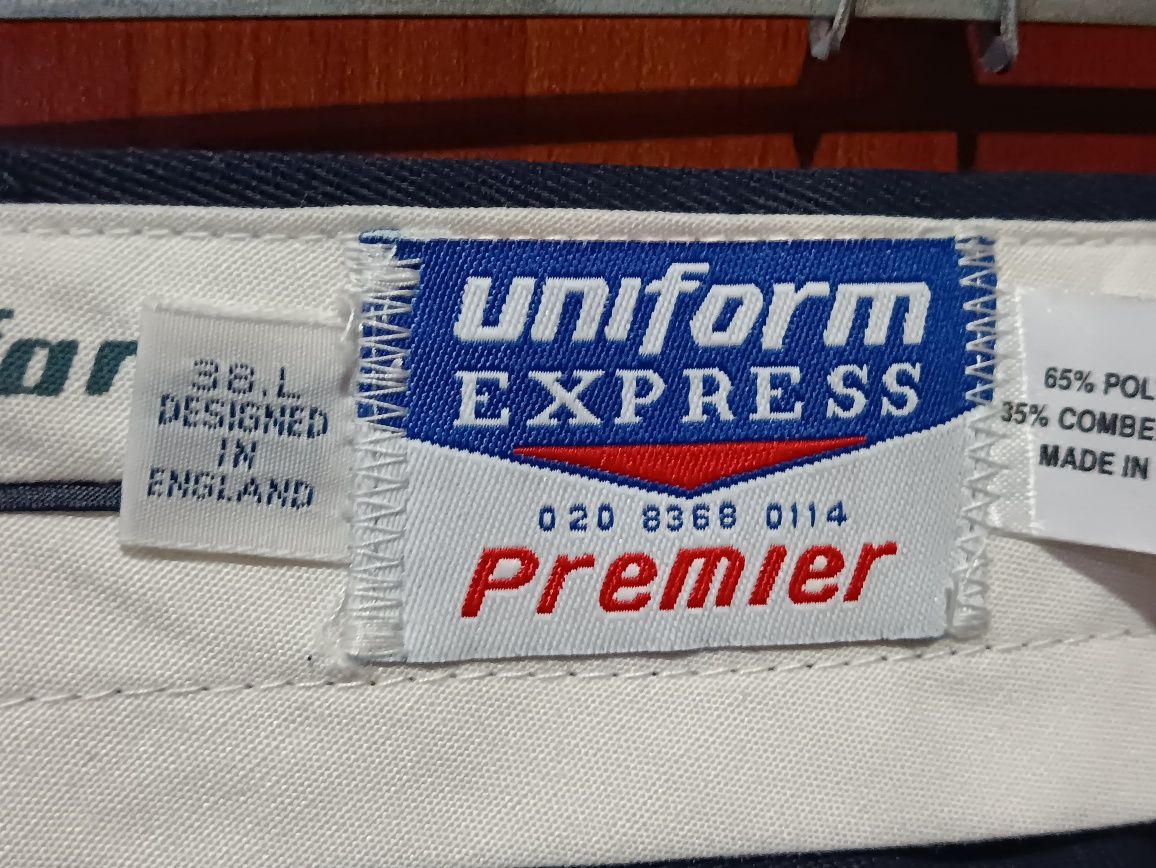 38.L
DESIGNED
IN
ENGLAND
uniform
EXPRESS
020 8368 0114
Premier
65% POL
35% COMBE
MADE IN